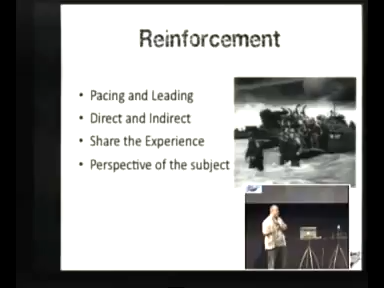 Reinforcement
• Pacing and Leading
• Direct and Indirect
• Share the Experience
• Perspective of the subject